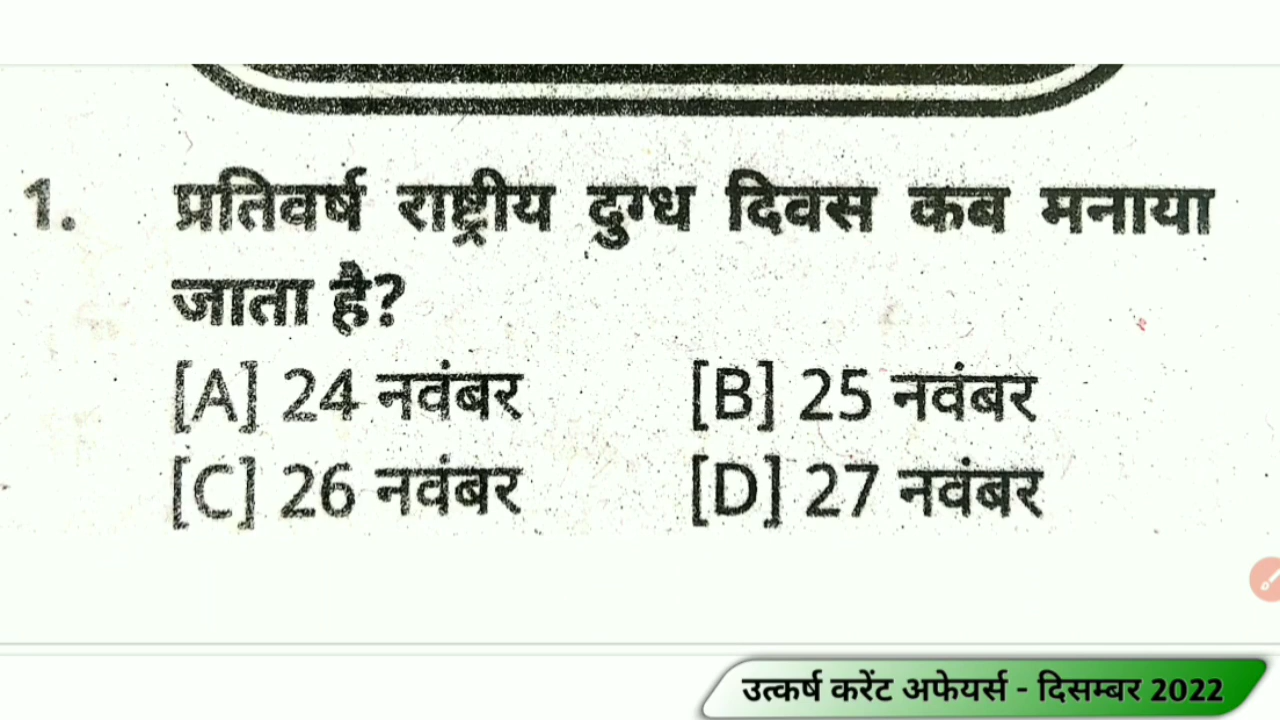 1. प्रतिवर्ष राष्ट्रीय दुग्ध दिवस कब मनाया
जाता है?
[A] 24 नवंबर [B] 25 नवंबर
[C] 26 नवंबर [D] 27 नवंबर
उत्कर्ष करेंट अफेयर्स - दिसम्बर 2022